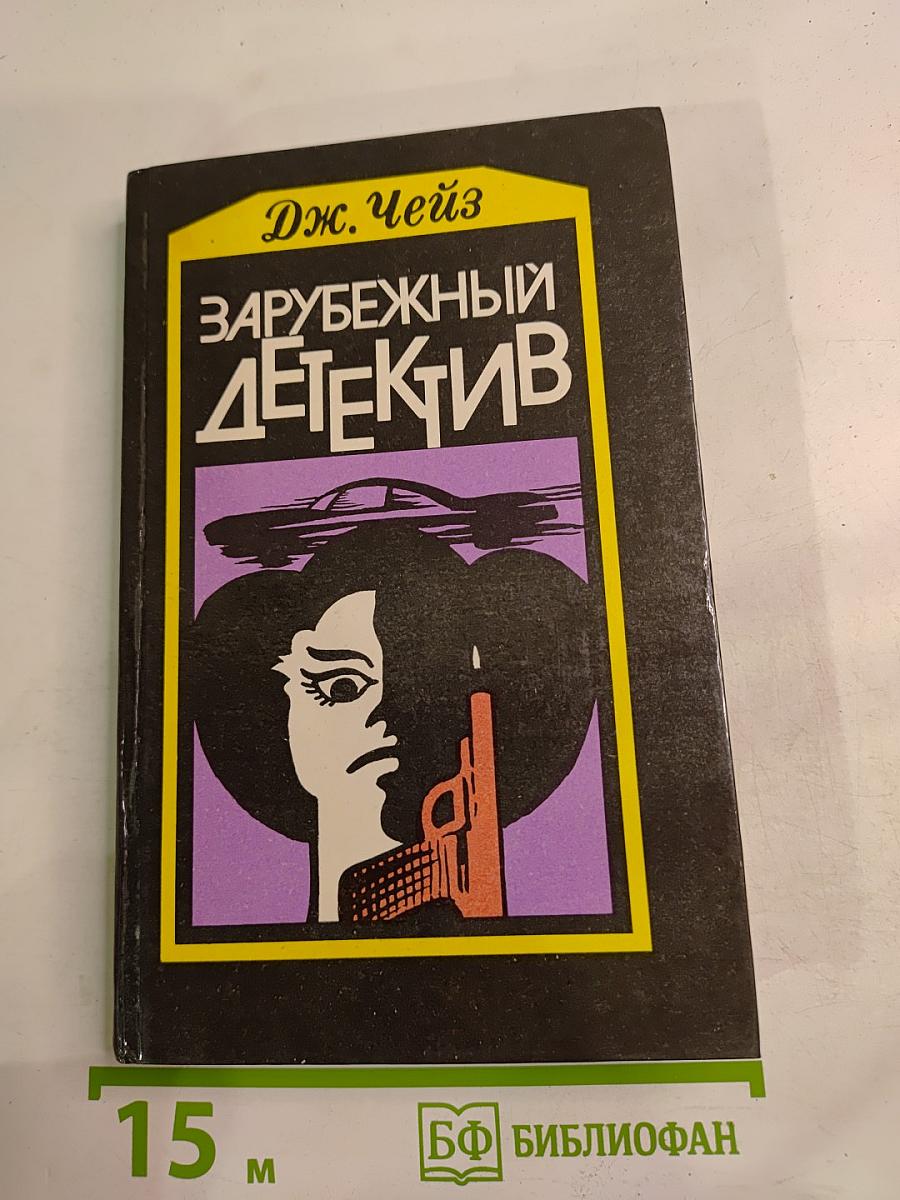 Дж. Чейз
ЗАРУБЕЖНЫЙ
ДЕТЕКТИВ
15 м
БФ БИБЛИОФАН